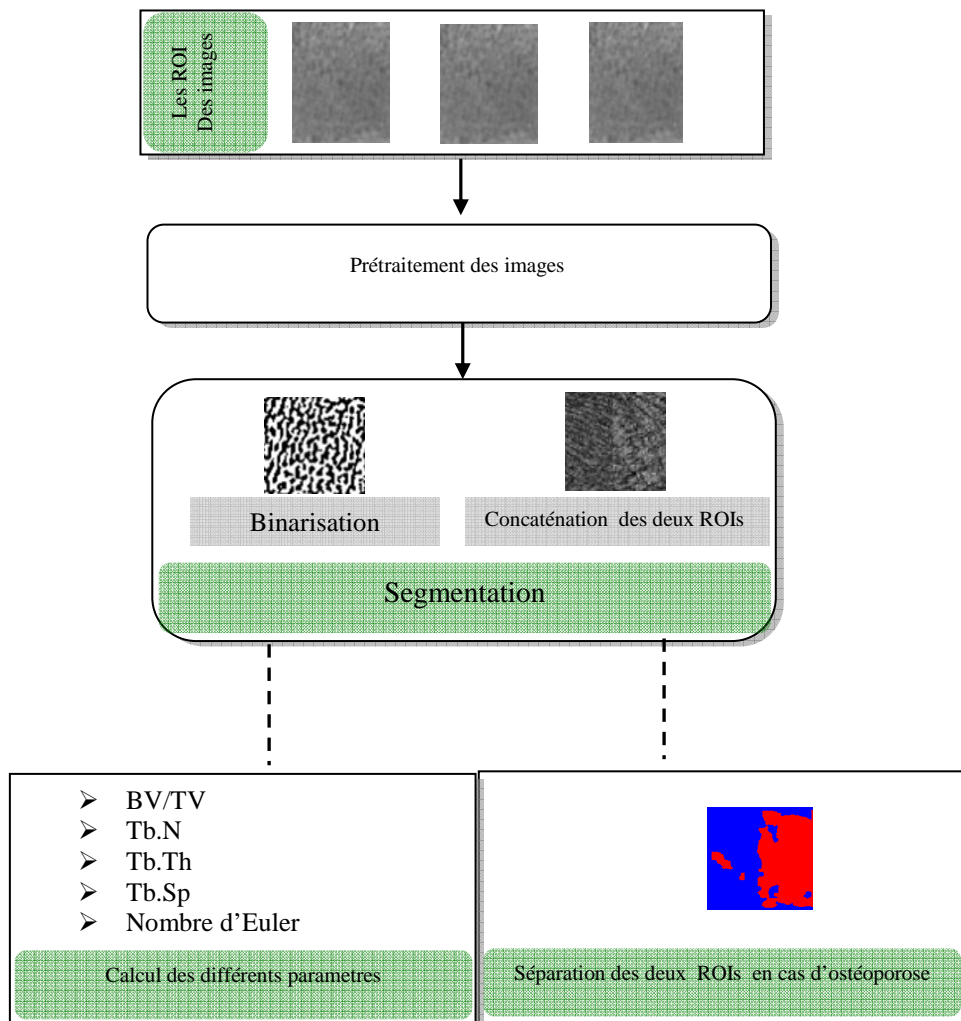 Les ROI
Des images
Prétraitement des images
Binarisation
Concaténation des deux ROIs
Segmentation
BV/TV
Tb.N
Tb.Th
Tb.Sp
Nombre d'Euler
Calcul des différents parametres
Séparation des deux ROIs en cas d'ostéoporose